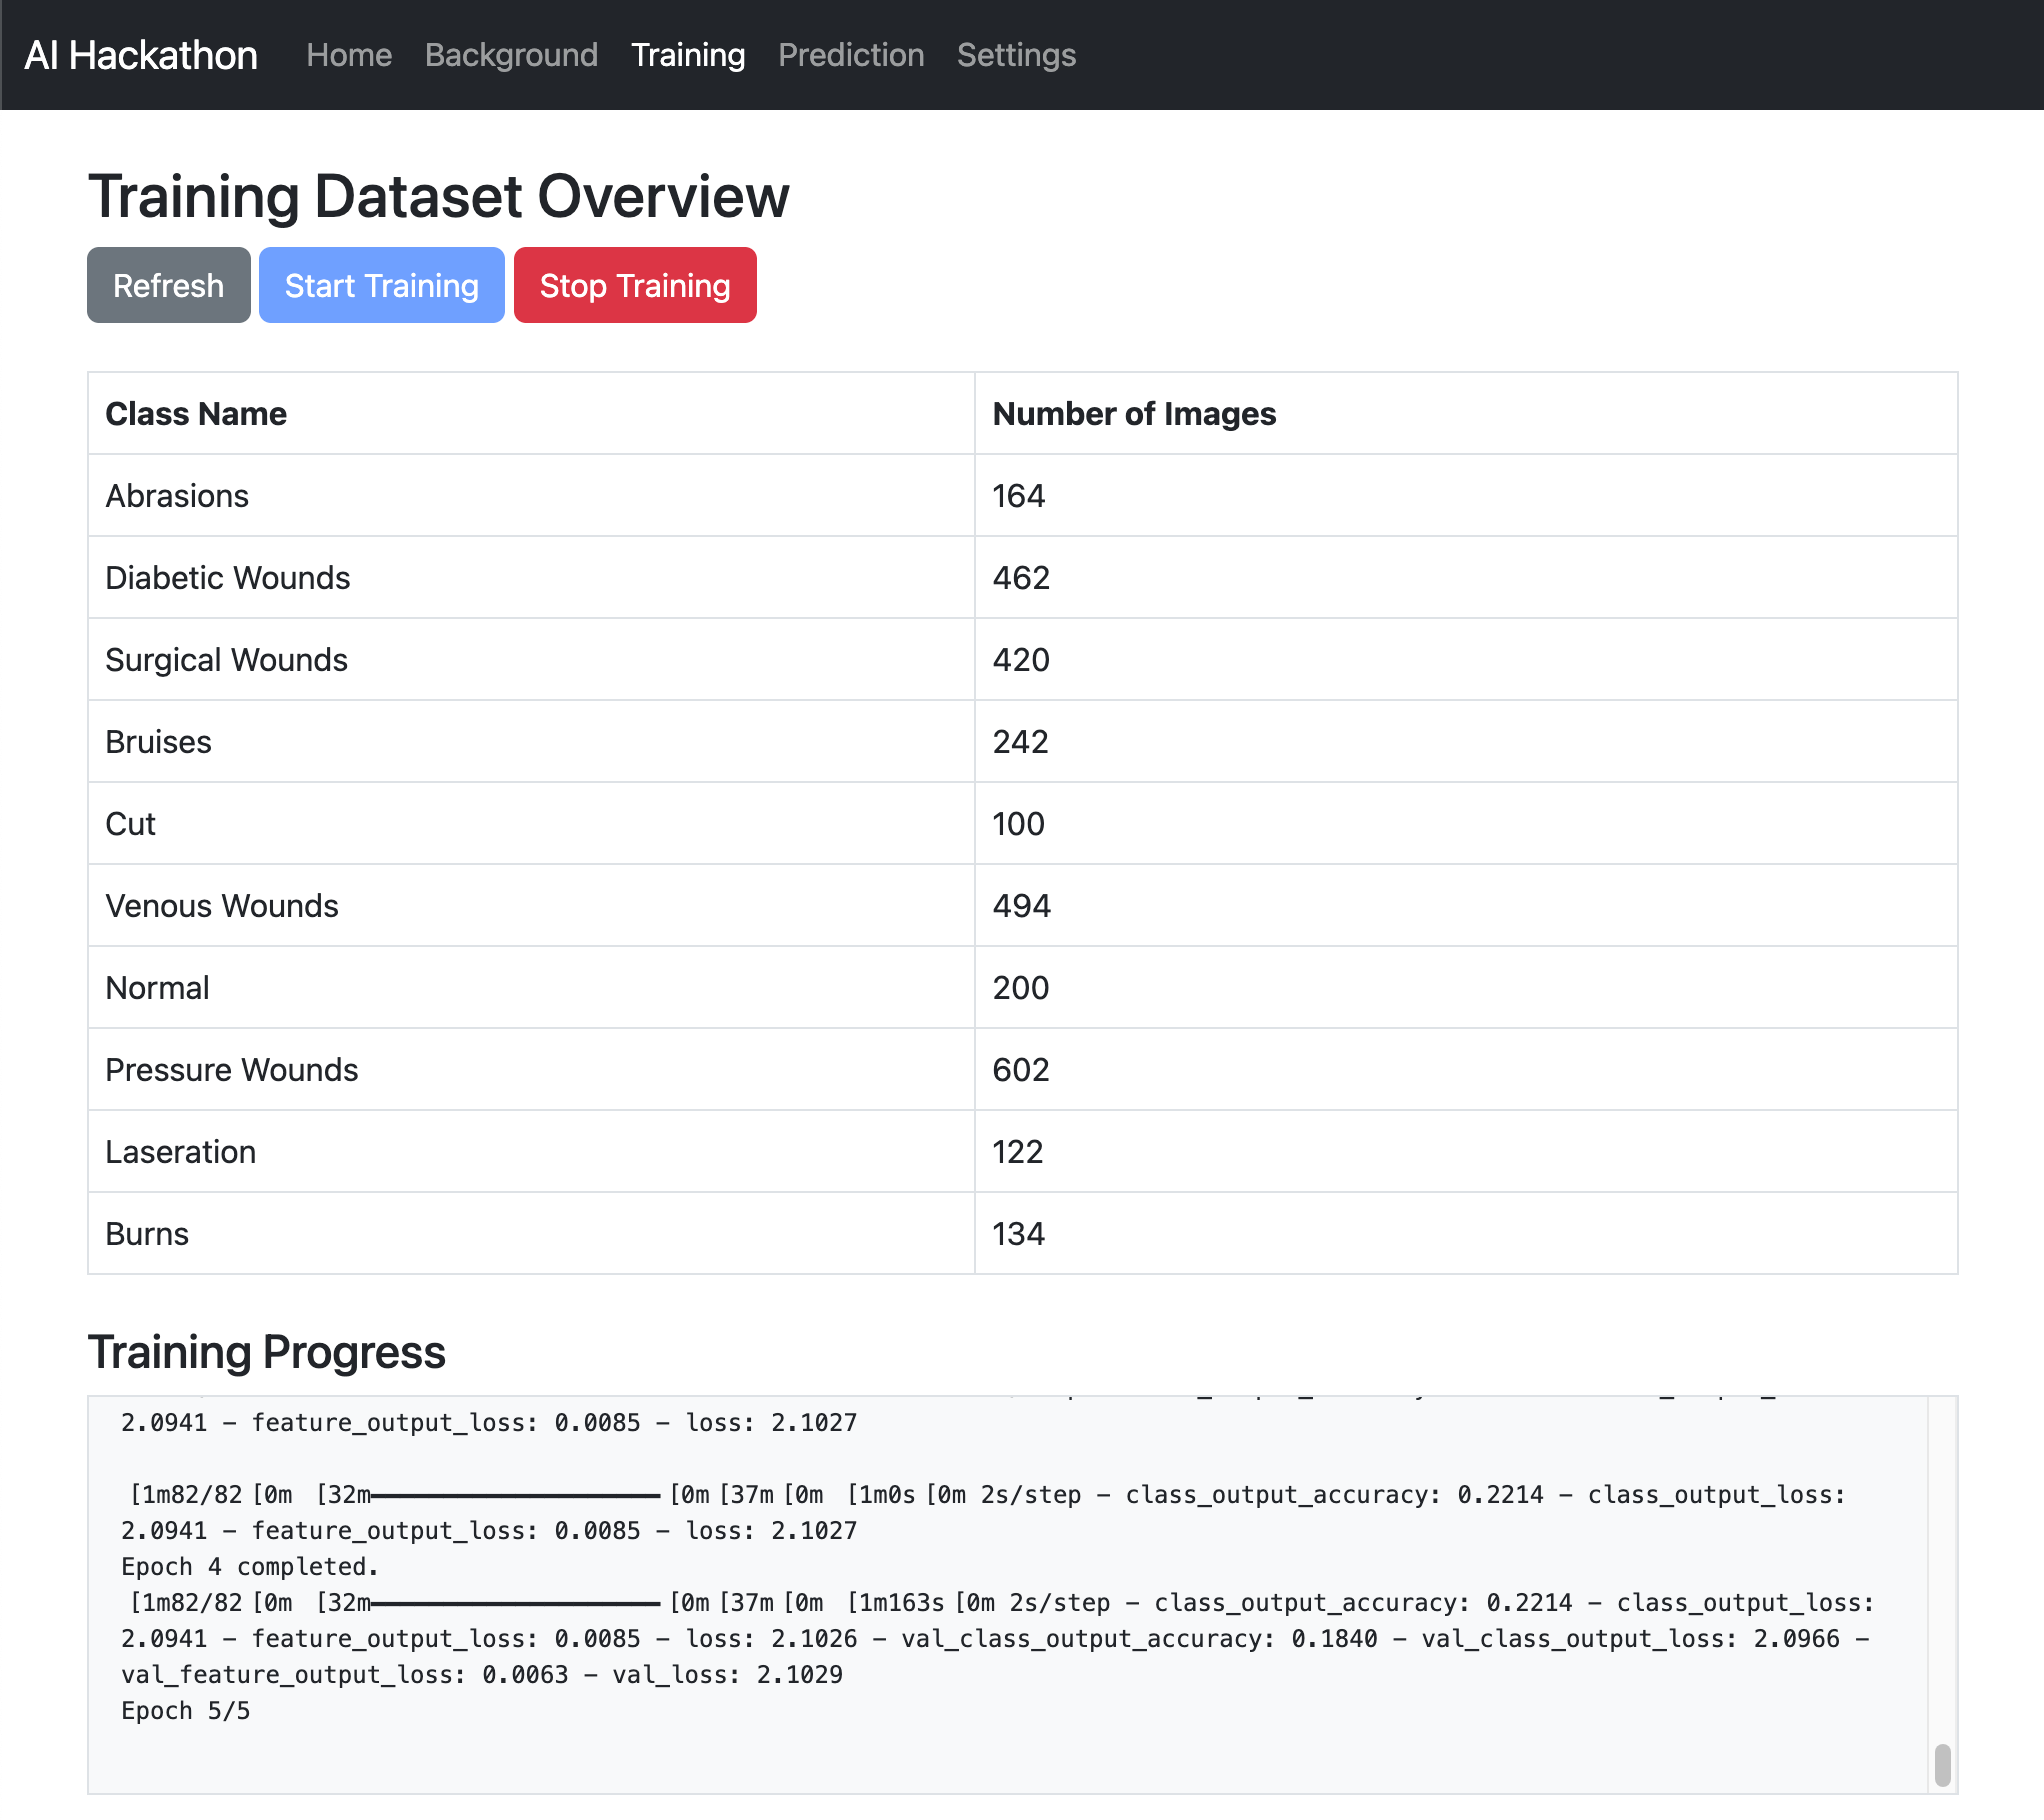 AI Hackathon Home Background Training Prediction Settings
Training Dataset Overview
Refresh Start Training Stop Training
Class Name Number of Images
Abrasions 164
Diabetic Wounds 462
Surgical Wounds 420
Bruises 242
Cut 100
Venous Wounds 494
Normal 200
Pressure Wounds 602
Laseration 122
Burns 134
Training Progress
2.0941 - feature_output_loss: 0.0085 - loss: 2.1027
[1m82/82 [0m [32m━━━━━━━━━━━━━━━━━━━━ [0m [37m [0m [1m0s [0m 2s/step - class_output_accuracy: 0.2214 - class_output_loss:
2.0941 - feature_output_loss: 0.0085 - loss: 2.1027
Epoch 4 completed.
[1m82/82 [0m [32m━━━━━━━━━━━━━━━━━━━━ [0m [37m [0m [1m163s [0m 2s/step - class_output_accuracy: 0.2214 - class_output_loss:
2.0941 - feature_output_loss: 0.0085 - loss: 2.1026 - val_class_output_accuracy: 0.1840 - val_class_output_loss: 2.0966 -
val_feature_output_loss: 0.0063 - val_loss: 2.1029
Epoch 5/5